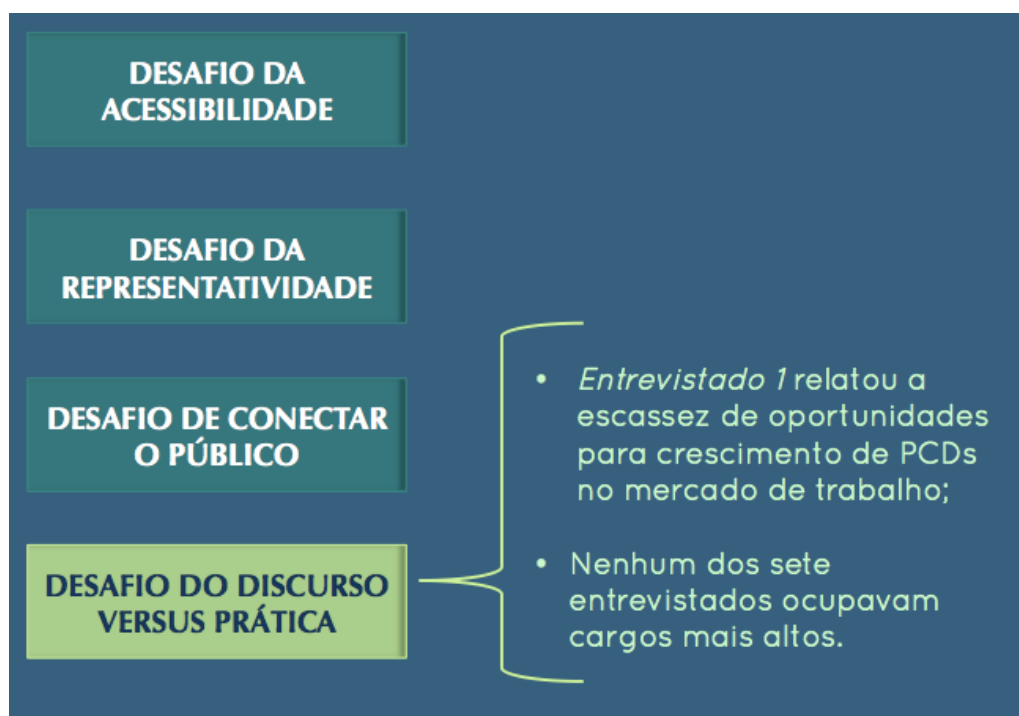 DESAFIO DA
ACESSIBILIDADE
DESAFIO DA
REPRESENTATIVIDADE
DESAFIO DE CONECTAR
O PÚBLICO
DESAFIO DO DISCURSO
VERSUS PRÁTICA
• Entrevistado 1 relatou a
escassez de oportunidades
para crescimento de PCDs
no mercado de trabalho;
• Nenhum dos sete
entrevistados ocupavam
cargos mais altos.